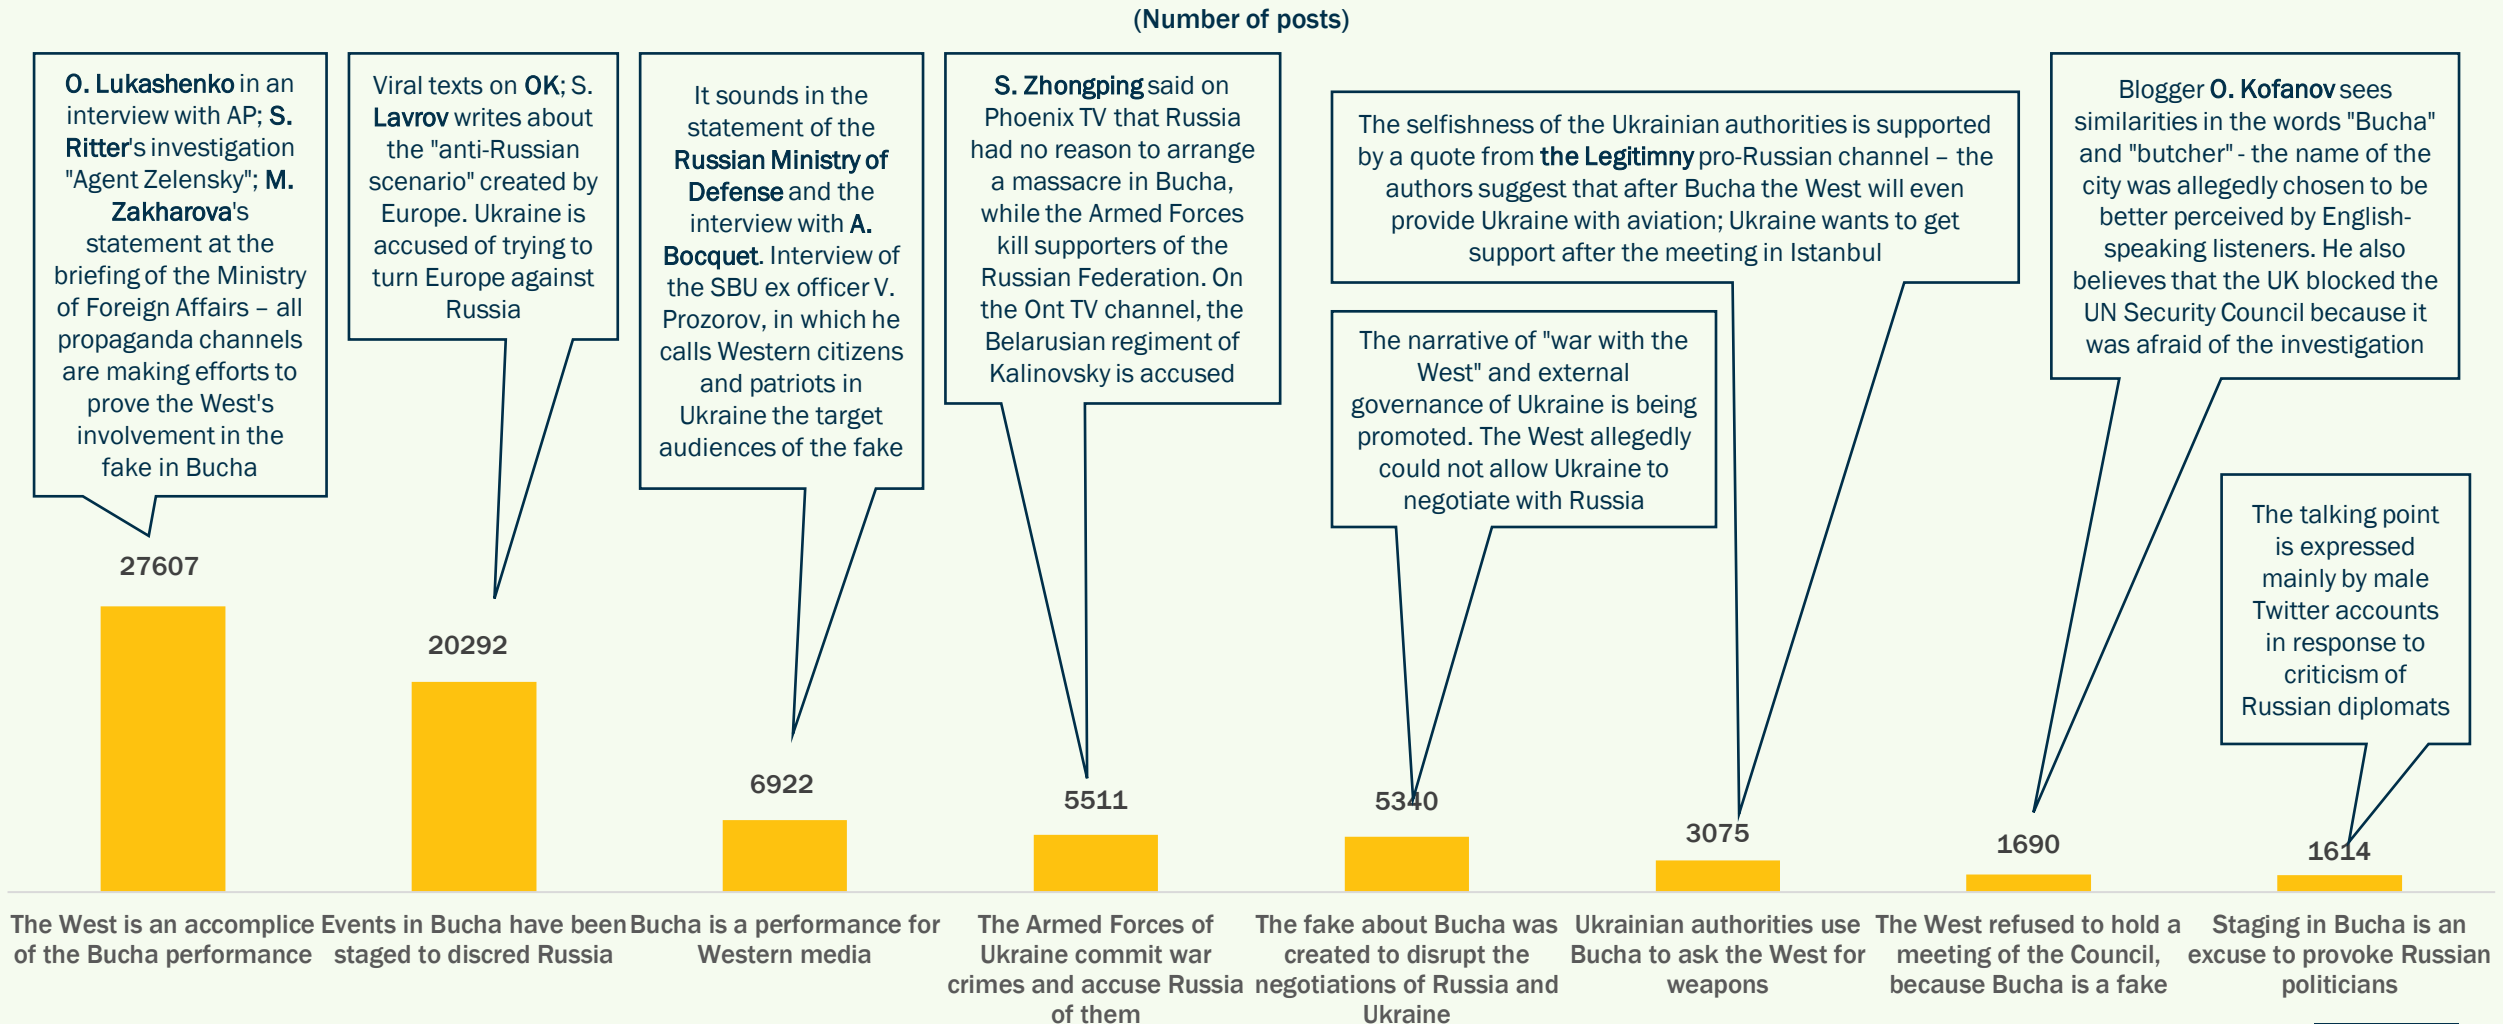 (Number of posts)
O. Lukashenko in an
interview with AP; S.
Ritter's investigation
"Agent Zelensky"; M.
Zakharova's
statement at the
briefing of the Ministry
of Foreign Affairs – all
propaganda channels
are making efforts to
prove the West's
involvement in the
fake in Bucha
Viral texts on OK; S.
Lavrov writes about
the "anti-Russian
scenario" created by
Europe. Ukraine is
accused of trying to
turn Europe against
Russia
It sounds in the
statement of the
Russian Ministry of
Defense and the
interview with A.
Bocquet. Interview of
the SBU ex officer V.
Prozorov, in which he
calls Western citizens
and patriots in
Ukraine the target
audiences of the fake
S. Zhongping said on
Phoenix TV that Russia
had no reason to arrange
a massacre in Bucha,
while the Armed Forces
kill supporters of the
Russian Federation. On
the Ont TV channel, the
Belarusian regiment of
Kalinovsky is accused
The selfishness of the Ukrainian authorities is supported
by a quote from the Legitimny pro-Russian channel – the
authors suggest that after Bucha the West will even
provide Ukraine with aviation; Ukraine wants to get
support after the meeting in Istanbul
The narrative of "war with the
West" and external
governance of Ukraine is being
promoted. The West allegedly
could not allow Ukraine to
negotiate with Russia
Blogger O. Kofanov sees
similarities in the words "Bucha"
and "butcher" - the name of the
city was allegedly chosen to be
better perceived by English-
speaking listeners. He also
believes that the UK blocked the
UN Security Council because it
was afraid of the investigation
The talking point
is expressed
mainly by male
Twitter accounts
in response to
criticism of
Russian diplomats
27607
20292
6922
5511
5340
3075
1690
1614
The West is an accomplice
of the Bucha performance
Events in Bucha have been
staged to discred Russia
Bucha is a performance for
Western media
The Armed Forces of
Ukraine commit war
crimes and accuse Russia
of them
The fake about Bucha was
created to disrupt the
negotiations of Russia and
Ukraine
Ukrainian authorities use
Bucha to ask the West for
weapons
The West refused to hold a
meeting of the Council,
because Bucha is a fake
Staging in Bucha is an
excuse to provoke Russian
politicians